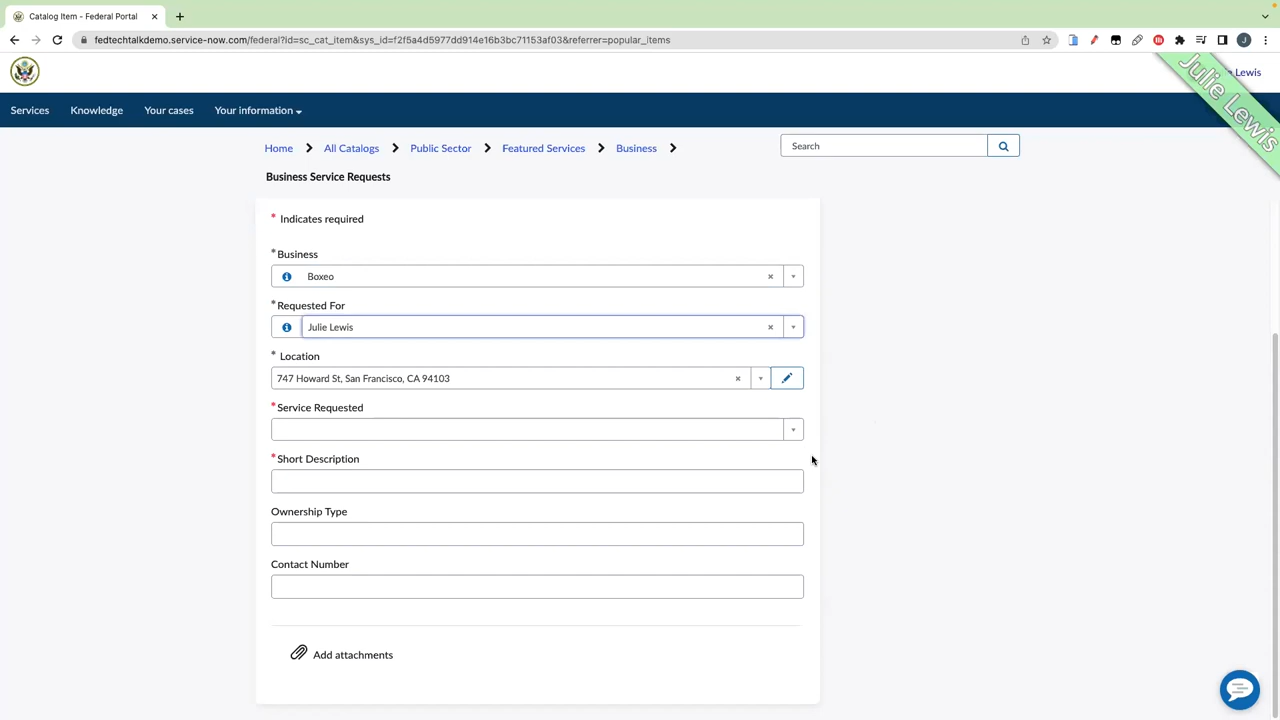 Catalog Item - Federal Portal
fedtechtalkdemo.service-now.com/federal?id=sc_cat_item&sys_id=f2f5a4d5977dd914e16b3bc71153af03&referrer=popular_items
J
Lewis
Julie Lewis
Services Knowledge Your cases Your information
Home All Catalogs Public Sector Featured Services Business
Search
Business Service Requests
* Indicates required
* Business
Boxeo
* Requested For
Julie Lewis
* Location
747 Howard St, San Francisco, CA 94103
* Service Requested
* Short Description
Ownership Type
Contact Number
Add attachments